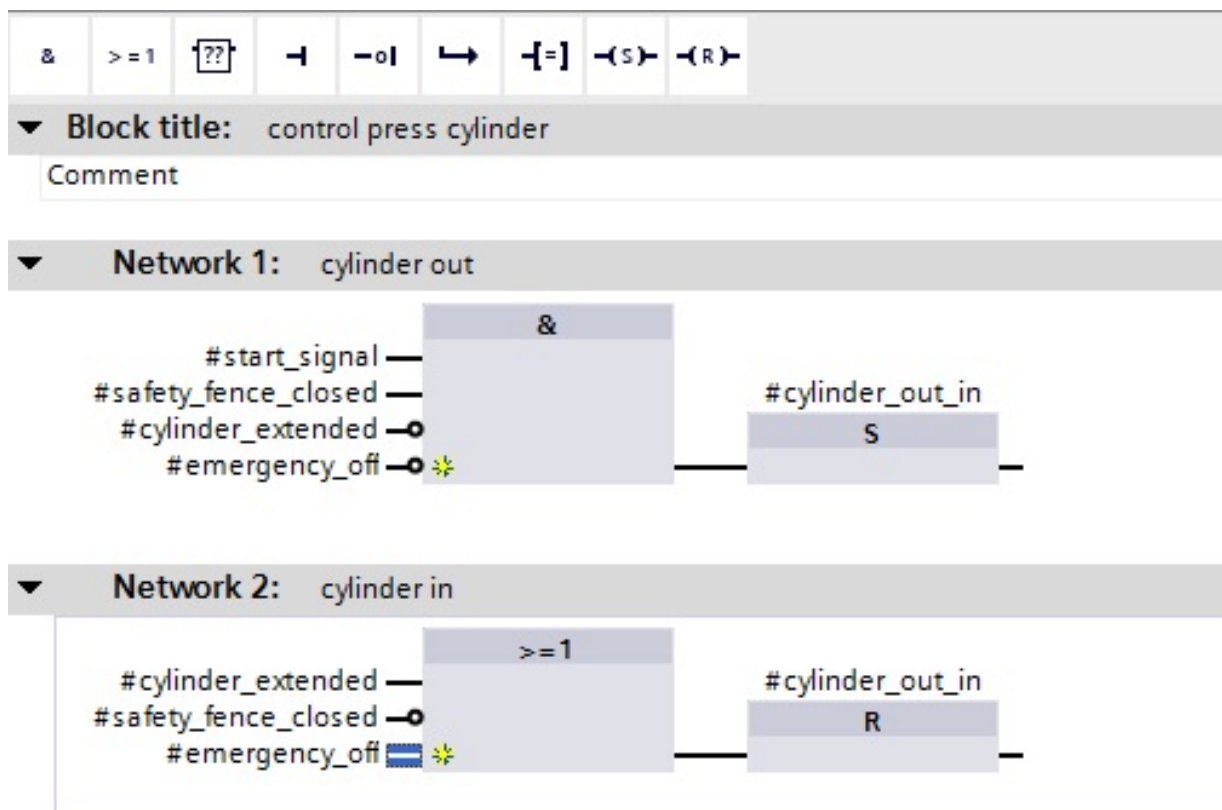 & >=1 ?? -o| -[=] -(S)- -(R)-
Block title: control press cylinder
Comment
Network 1: cylinder out
&
#start_signal
#safety_fence_closed #cylinder_out_in
#cylinder_extended S
#emergency_off
Network 2: cylinder in
>=1
#cylinder_extended #cylinder_out_in
#safety_fence_closed R
#emergency_off